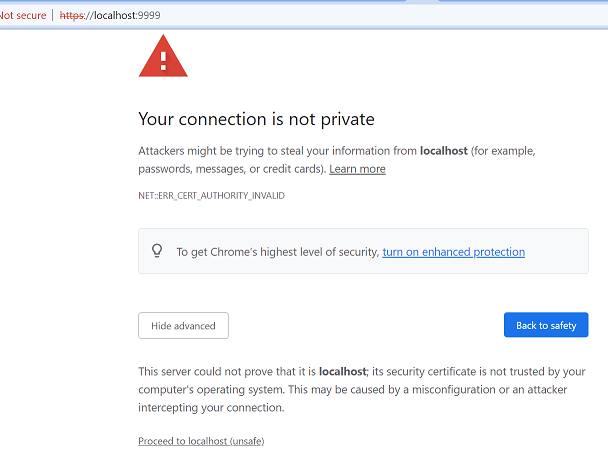 Not secure | https://localhost:9999
Your connection is not private
Attackers might be trying to steal your information from localhost (for example,
passwords, messages, or credit cards). Learn more
NET::ERR_CERT_AUTHORITY_INVALID
To get Chrome's highest level of security, turn on enhanced protection
Hide advanced
Back to safety
This server could not prove that it is localhost; its security certificate is not trusted by your
computer's operating system. This may be caused by a misconfiguration or an attacker
intercepting your connection.
Proceed to localhost (unsafe)